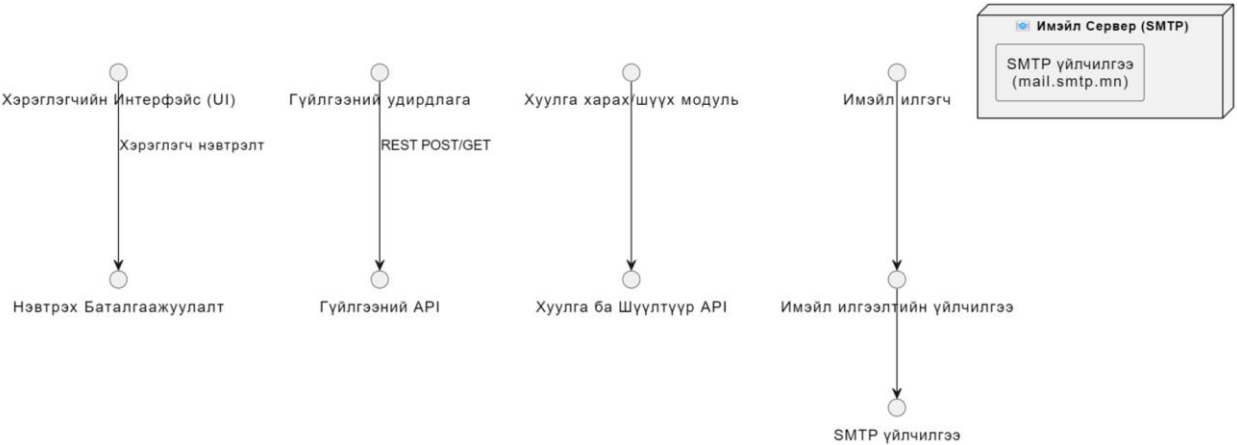 Имэйл Сервер (SMTP)
SMTP үйлчилгээ
(mail.smtp.mn)
Хэрэглэгчийн Интерфэйс (UI)
Гүйлгээний удирдлага
Хуулга харах/шүүх модуль
Имэйл илгэгч
Хэрэглэгч нэвтрэлт
REST POST/GET
Нэвтрэх Баталгаажуулалт
Гүйлгээний API
Хуулга ба Шүүлтүүр API
Имэйл илгээлтийн үйлчилгээ
SMTP үйлчилгээ